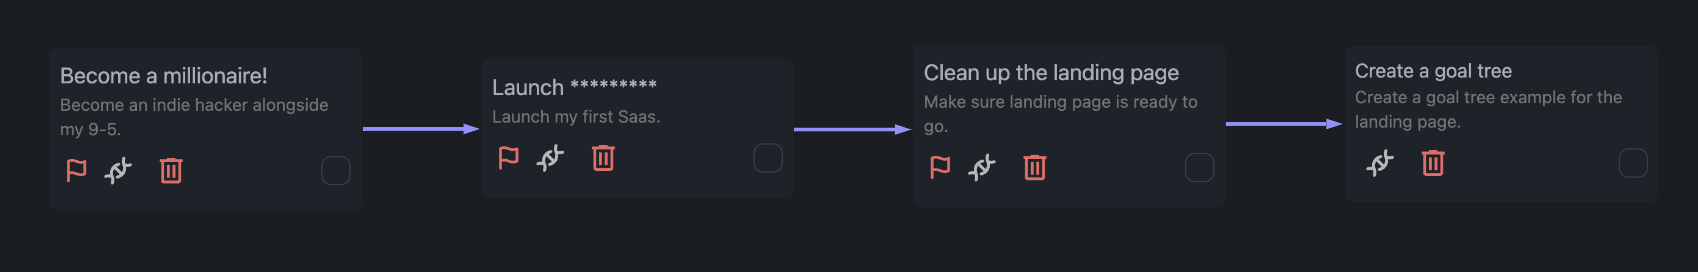 Become a millionaire!
Become an indie hacker alongside
my 9-5.
Launch *********
Launch my first Saas.
Clean up the landing page
Make sure landing page is ready to
go.
Create a goal tree
Create a goal tree example for the
landing page.